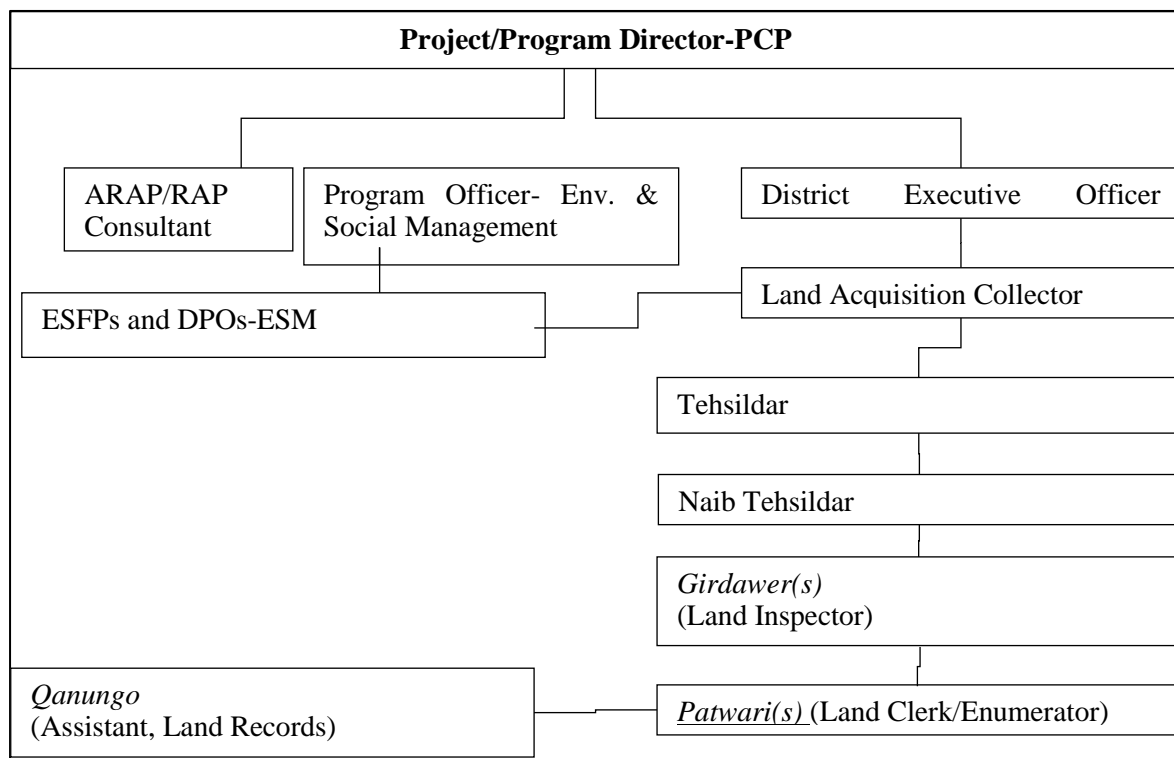 Project/Program Director-PCP
ARAP/RAP
Consultant
Program Officer- Env. &
Social Management
District Executive Officer
ESFPs and DPOs-ESM
Land Acquisition Collector
Tehsildar
Naib Tehsildar
Girdawer(s)
(Land Inspector)
Qanungo
(Assistant, Land Records)
Patwari(s) (Land Clerk/Enumerator)